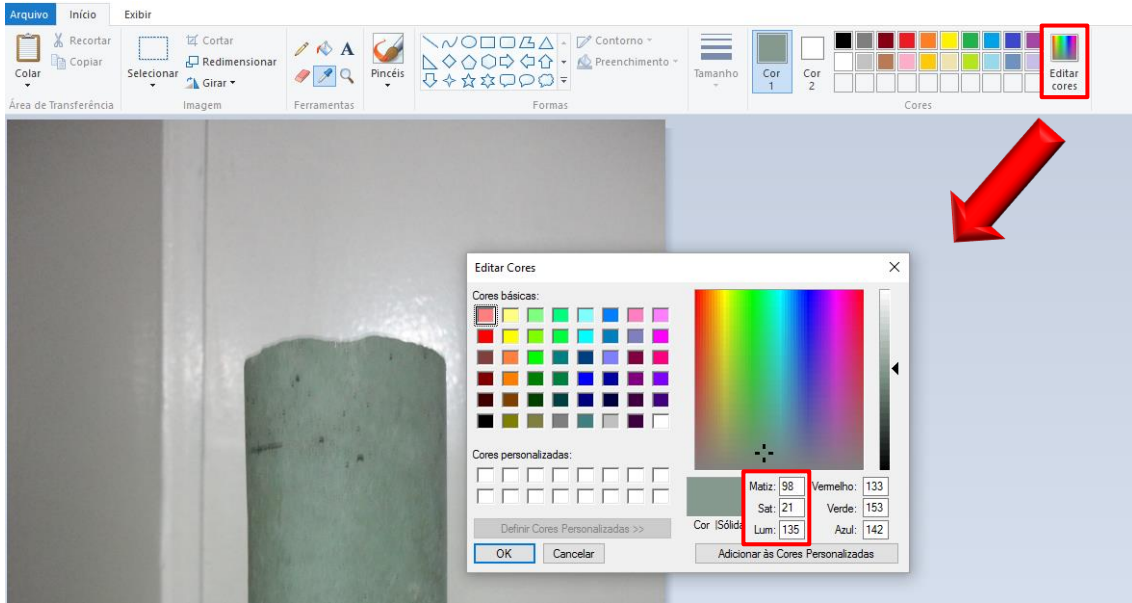 Arquivo Início Exibir
Colar
Recortar
Copiar
Área de Transferência
Selecionar
Cortar
Redimensionar
Girar
Imagem
A
Ferramentas
Pincéis
Contorno
Preenchimento
Formas
Tamanho
Cor
1
Cor
2
Cores
Editar
cores
Editar Cores
Cores básicas:
Cores personalizadas:
Definir Cores Personalizadas >>
OK Cancelar
Cor |Sólida
Matiz: 98 Vermelho: 133
Sat: 21 Verde: 153
Lum: 135 Azul: 142
Adicionar às Cores Personalizadas